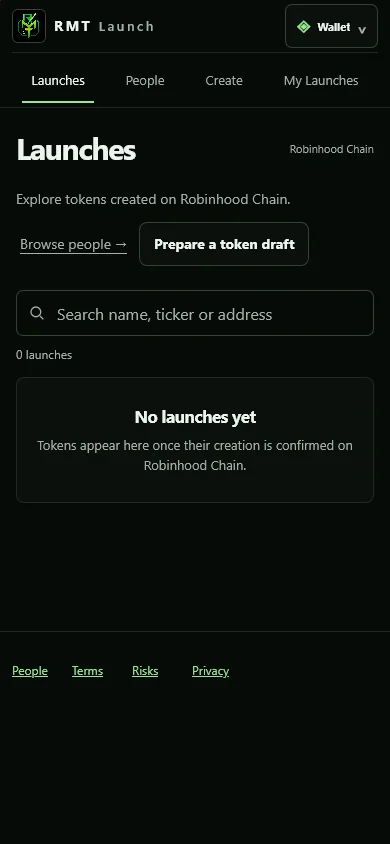 RMT Launch
Wallet
Launches People Create My Launches
Launches
Robinhood Chain
Explore tokens created on Robinhood Chain.
Browse people →
Prepare a token draft
Search name, ticker or address
0 launches
No launches yet
Tokens appear here once their creation is confirmed on
Robinhood Chain.
People Terms Risks Privacy